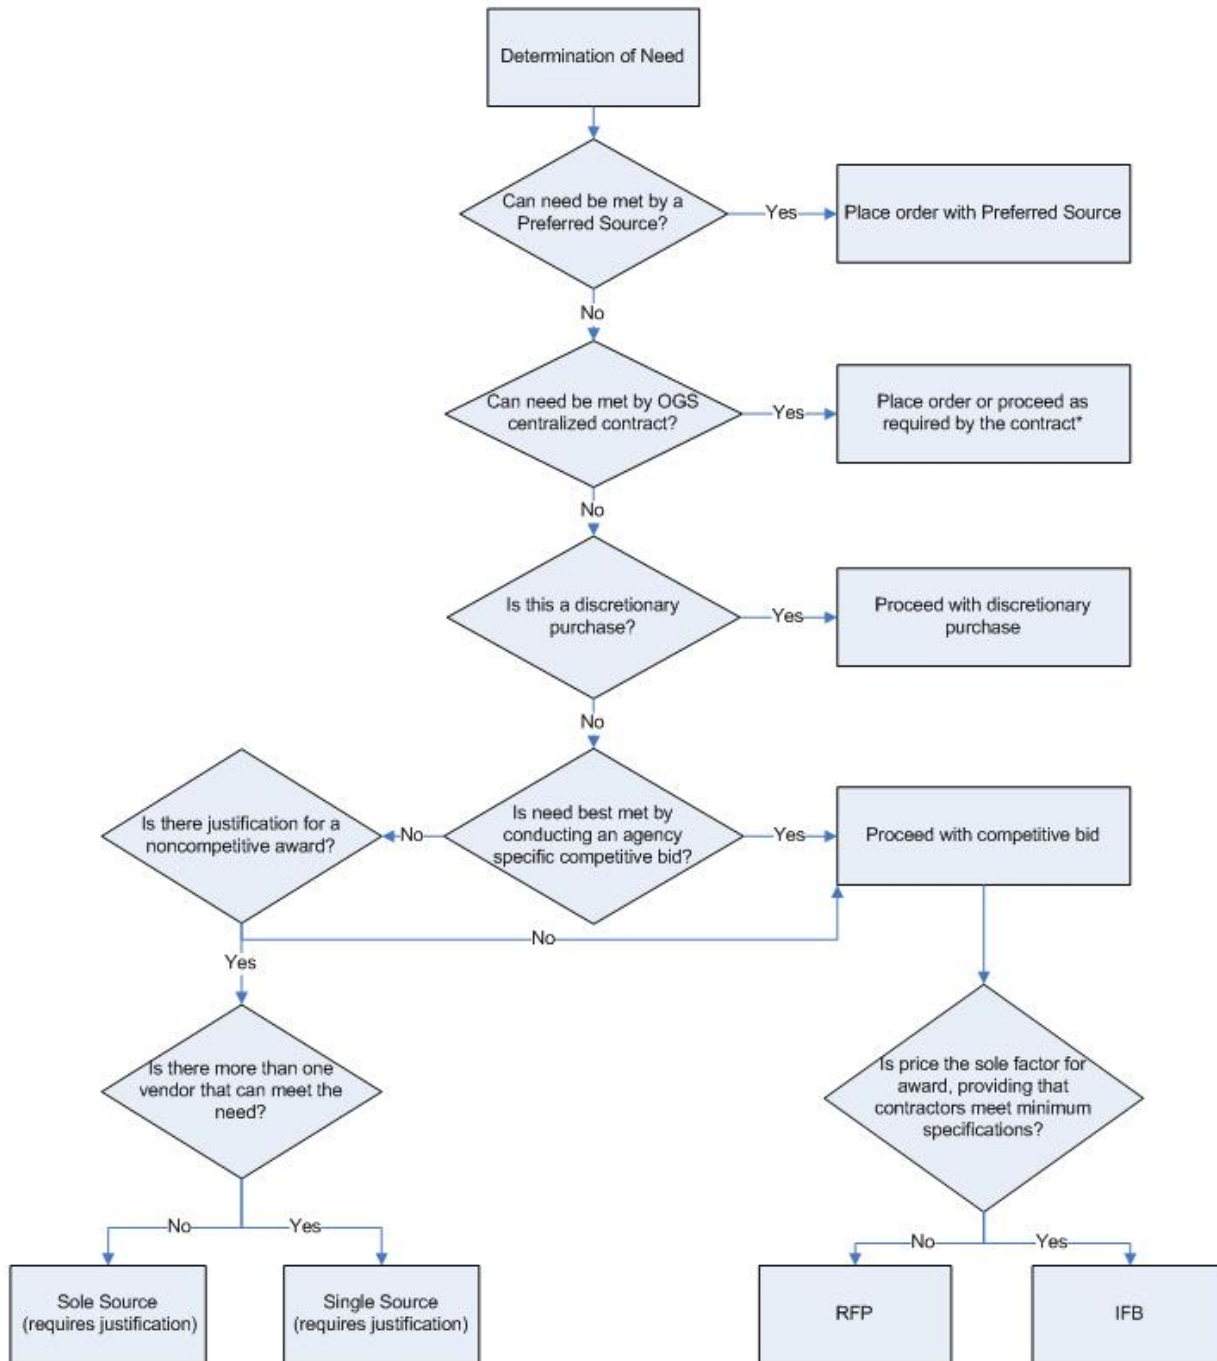 Determination of Need
Can need be met by a
Preferred Source?
Yes
Place order with Preferred Source
No
Can need be met by OGS
centralized contract?
Yes
Place order or proceed as
required by the contract*
No
Is this a discretionary
purchase?
Yes
Proceed with discretionary
purchase
No
Is there justification for a
noncompetitive award?
No
Is need best met by
conducting an agency
specific competitive bid?
Yes
Proceed with competitive bid
No
Yes
Is there more than one
vendor that can meet the
need?
Is price the sole factor for
award, providing that
contractors meet minimum
specifications?
No
Yes
No
Yes
Sole Source
(requires justification)
Single Source
(requires justification)
RFP
IFB